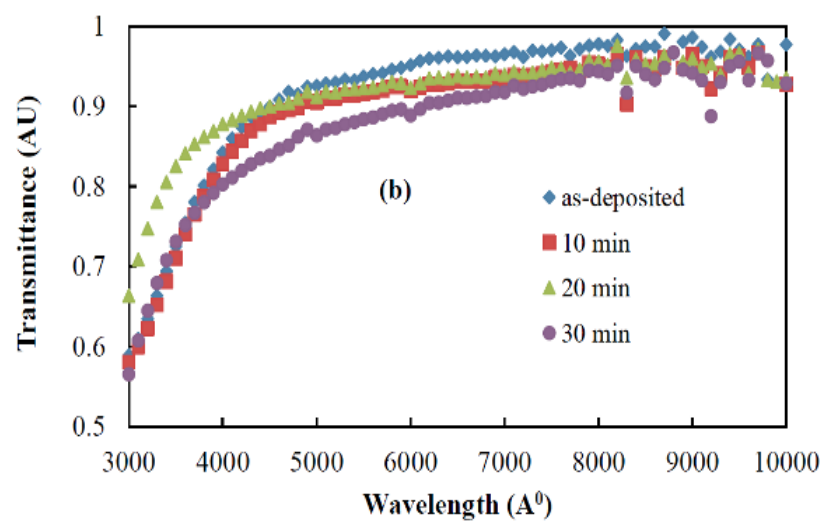 1
0.9
0.8
0.7
0.6
0.5
Transmittance (AU)
(b)
as-deposited
10 min
20 min
30 min
3000 4000 5000 6000 7000 8000 9000 10000
Wavelength (A⁰)